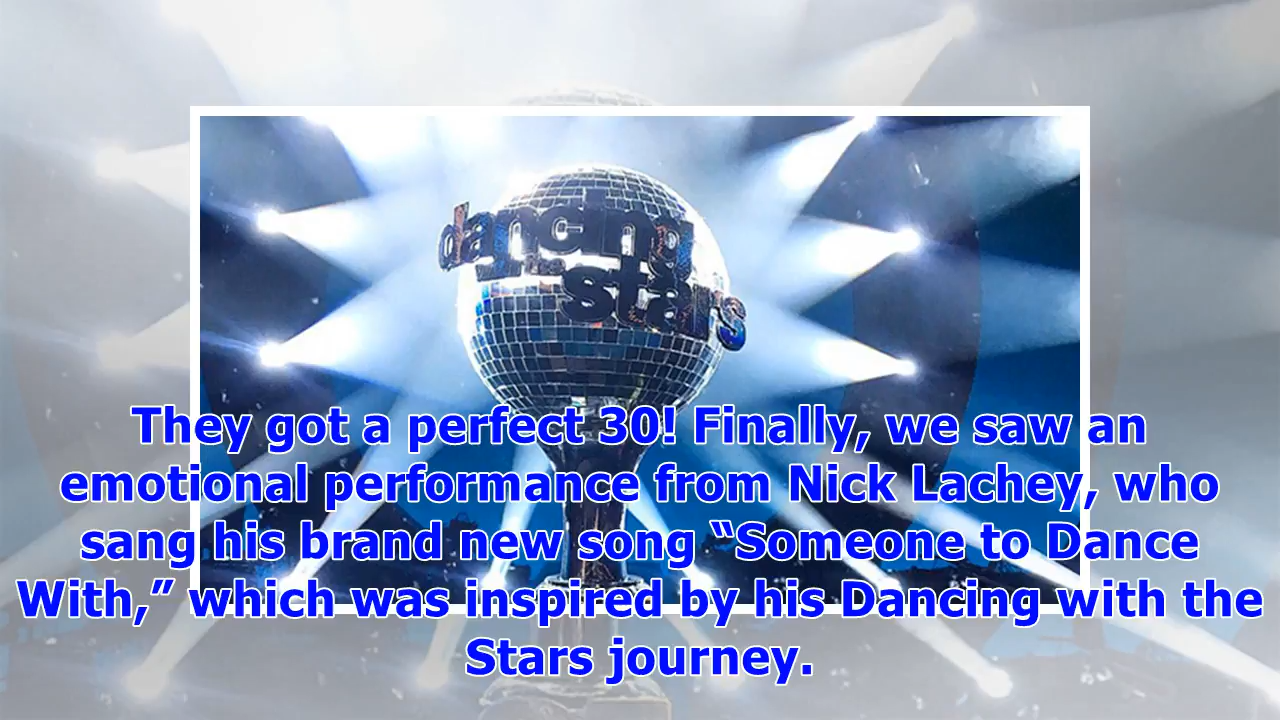 dancing
with the
stars
They got a perfect 30! Finally, we saw an
emotional performance from Nick Lachey, who
sang his brand new song “Someone to Dance
With,” which was inspired by his Dancing with the
Stars journey.